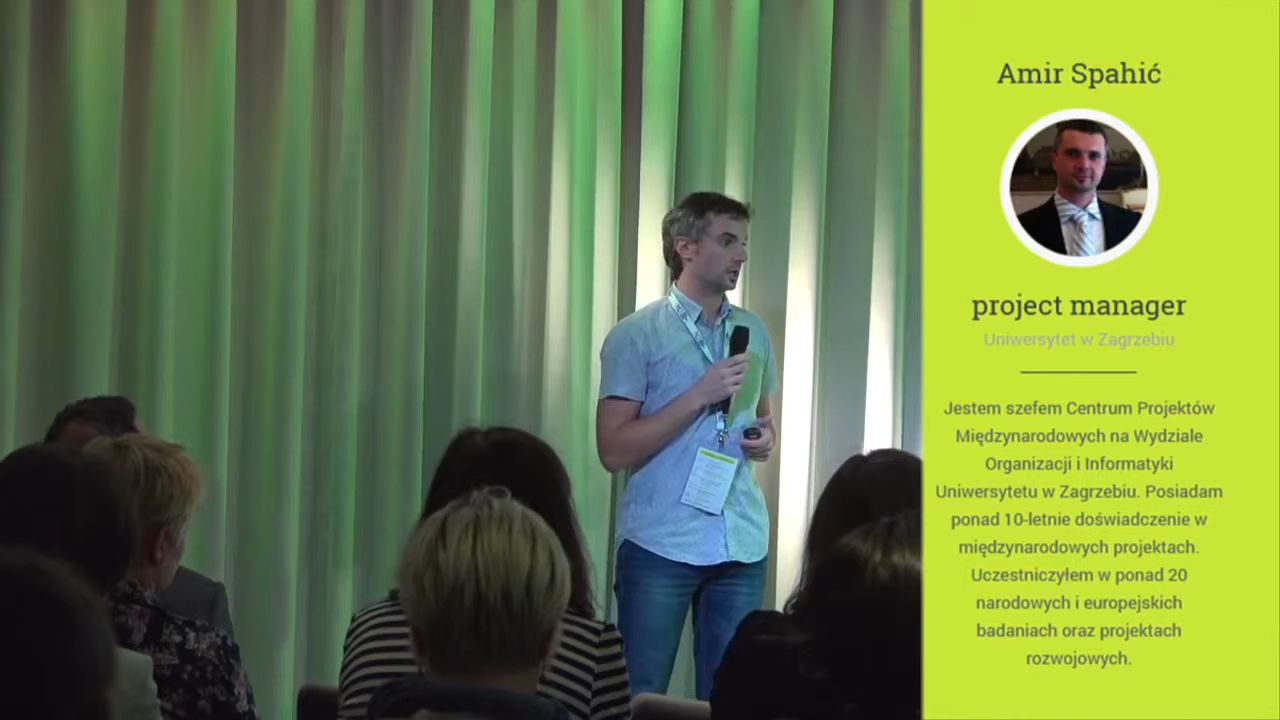 Amir Spahić
project manager
Uniwersytet w Zagrzebiu
Jestem szefem Centrum Projektów
Międzynarodowych na Wydziale
Organizacji i Informatyki
Uniwersytetu w Zagrzebiu. Posiadam
ponad 10-letnie doświadczenie w
międzynarodowych projektach.
Uczestniczyłem w ponad 20
narodowych i europejskich
badaniach oraz projektach
rozwojowych.